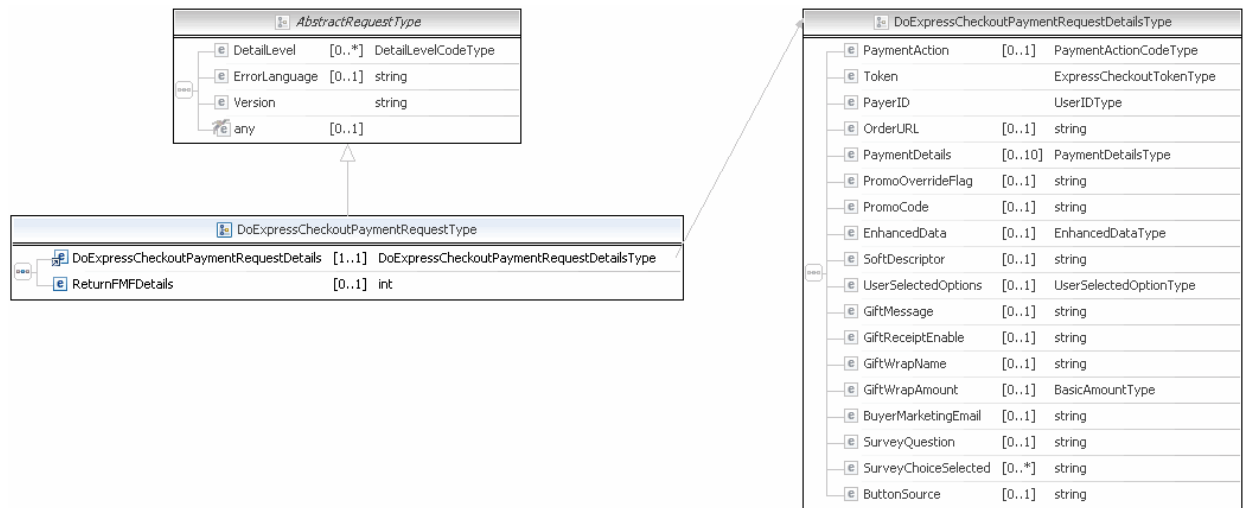 AbstractRequestType
e DetailLevel [0..*] DetailLevelCodeType
e ErrorLanguage [0..1] string
e Version string
e any [0..1]
DoExpressCheckoutPaymentRequestType
e DoExpressCheckoutPaymentRequestDetails [1..1] DoExpressCheckoutPaymentRequestDetailsType
e ReturnFMFDetails [0..1] int
DoExpressCheckoutPaymentRequestDetailsType
e PaymentAction [0..1] PaymentActionCodeType
e Token ExpressCheckoutTokenType
e PayerID UserIDType
e OrderURL [0..1] string
e PaymentDetails [0..10] PaymentDetailsType
e PromoOverrideFlag [0..1] string
e PromoCode [0..1] string
e EnhancedData [0..1] EnhancedDataType
e SoftDescriptor [0..1] string
e UserSelectedOptions [0..1] UserSelectedOptionType
e GiftMessage [0..1] string
e GiftReceiptEnable [0..1] string
e GiftWrapName [0..1] string
e GiftWrapAmount [0..1] BasicAmountType
e BuyerMarketingEmail [0..1] string
e SurveyQuestion [0..1] string
e SurveyChoiceSelected [0..*] string
e ButtonSource [0..1] string